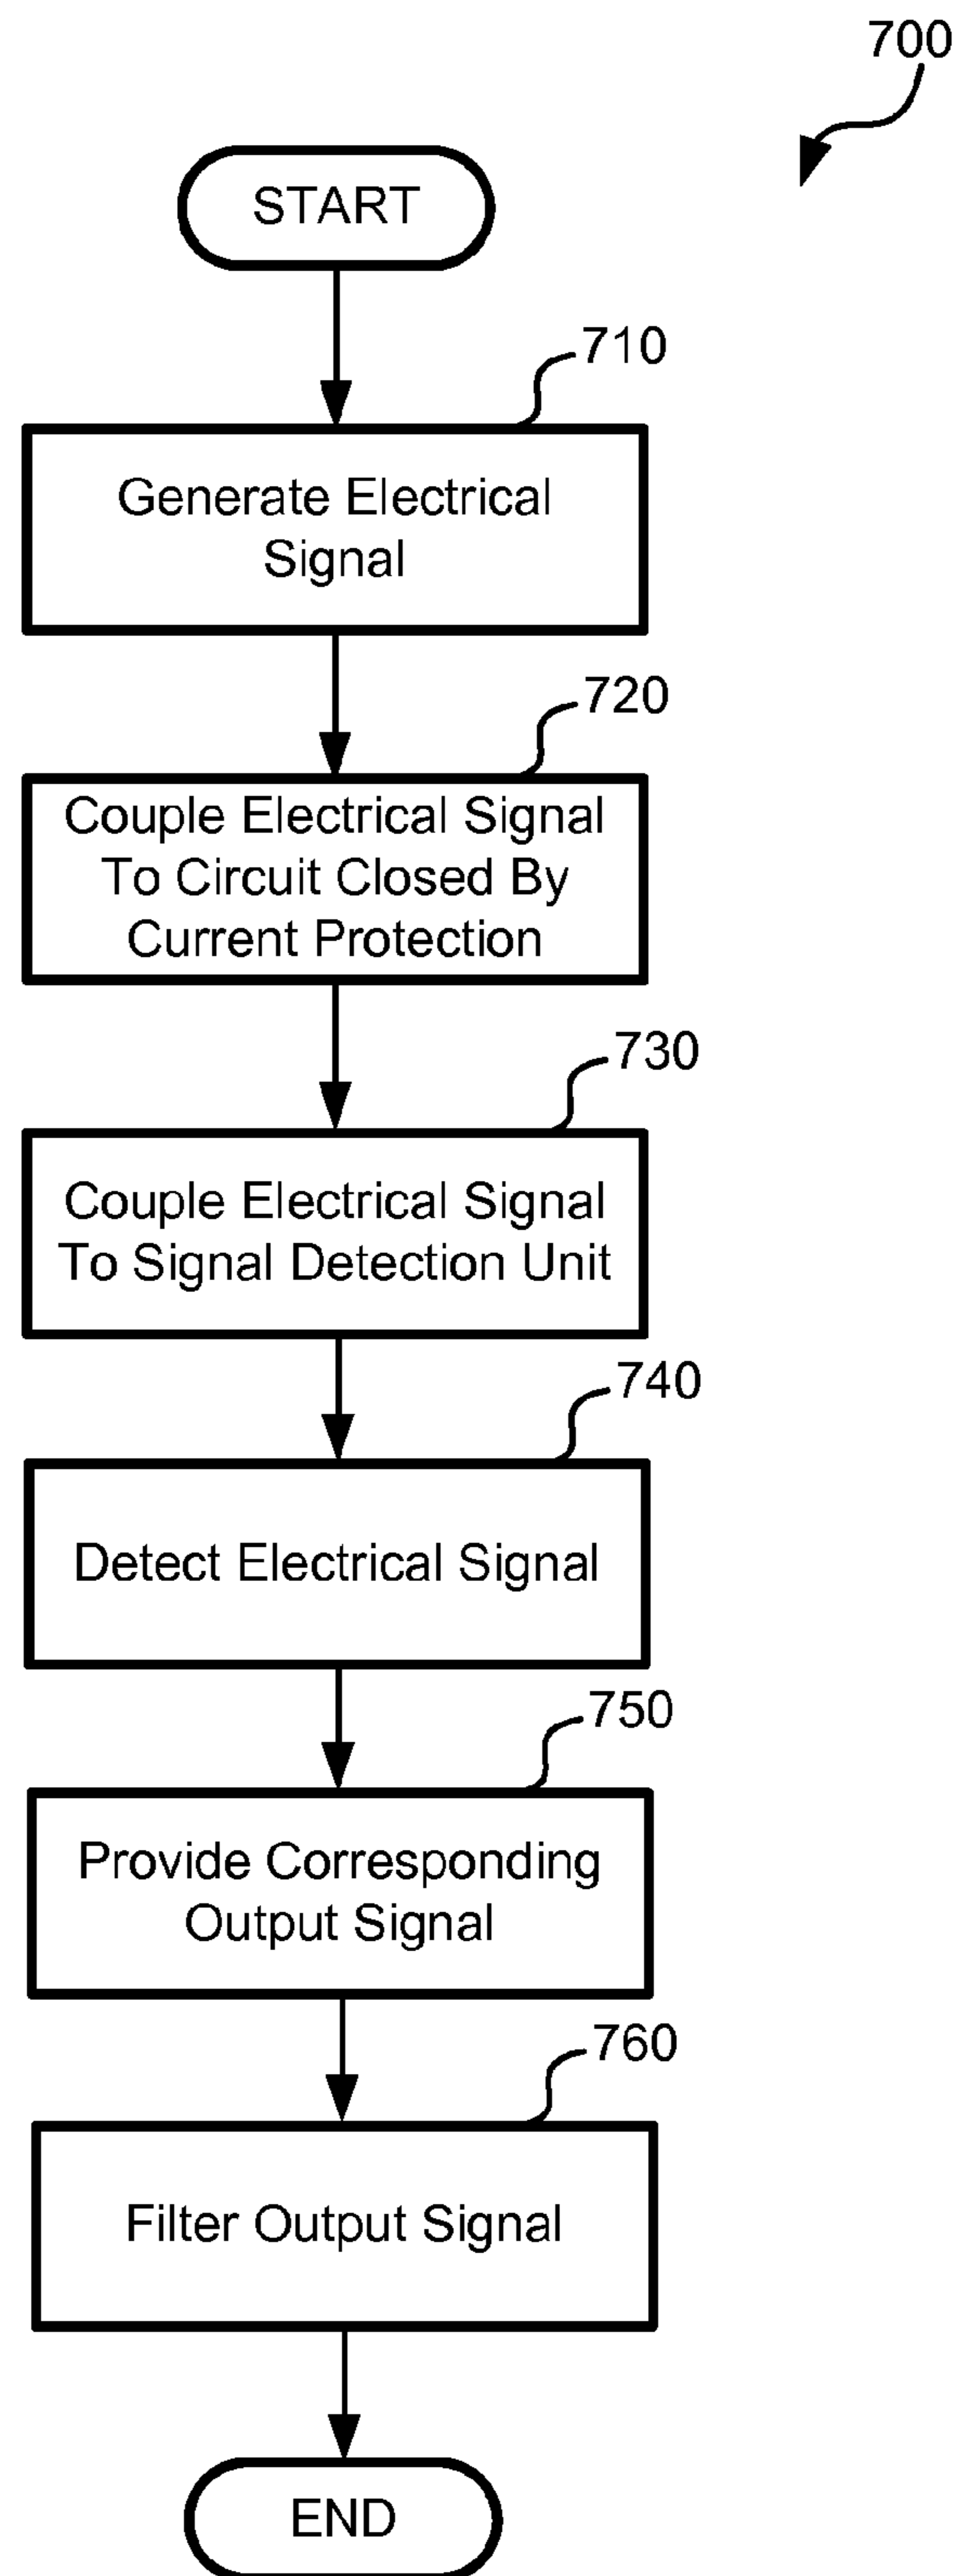 700
START
710
Generate Electrical
Signal
720
Couple Electrical Signal
To Circuit Closed By
Current Protection
730
Couple Electrical Signal
To Signal Detection Unit
740
Detect Electrical Signal
750
Provide Corresponding
Output Signal
760
Filter Output Signal
END